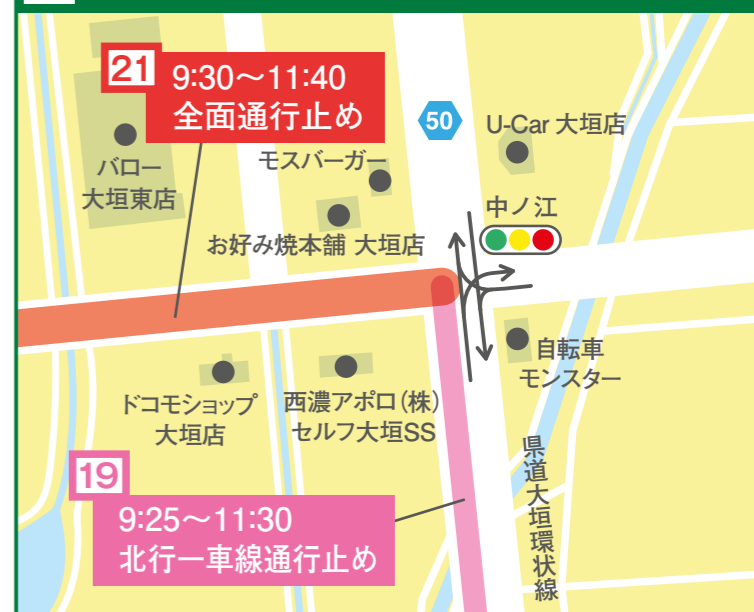 21
9:30～11:40
全面通行止め
50
U-Car 大垣店
バロー
大垣東店
モスバーガー
中ノ江
お好み焼本舗 大垣店
自転車
モンスター
ドコモショップ
大垣店
西濃アポロ（株）
セルフ大垣SS
県道大垣環状線
19
9:25～11:30
北行一車線通行止め